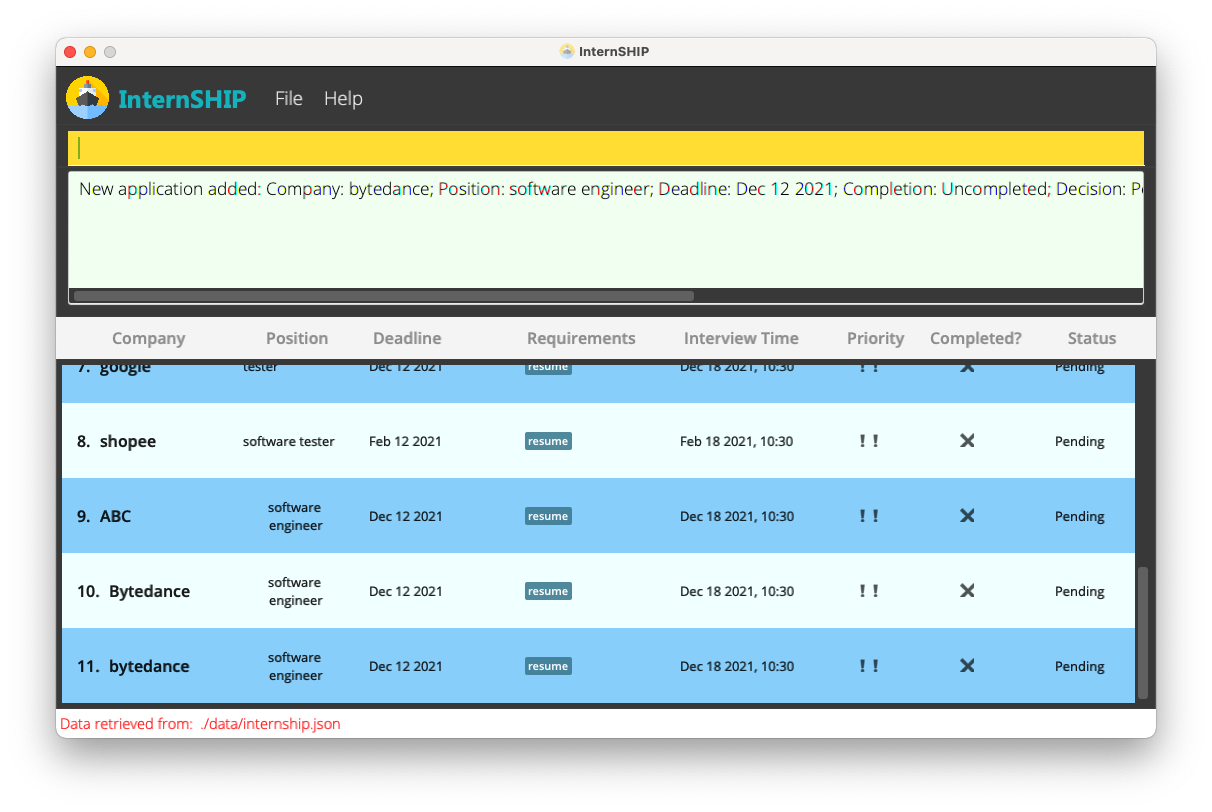 InternSHIP
InternSHIP File Help
New application added: Company: bytedance; Position: software engineer; Deadline: Dec 12 2021; Completion: Uncompleted; Decision:
Company Position Deadline Requirements Interview Time Priority Completed? Status
7. google tester Dec 12 2021 resume Dec 18 2021, 10:30 ! ! Pending
8. shopee software tester Feb 12 2021 resume Feb 18 2021, 10:30 ! ! Pending
9. ABC software engineer Dec 12 2021 resume Dec 18 2021, 10:30 ! ! Pending
10. Bytedance software engineer Dec 12 2021 resume Dec 18 2021, 10:30 ! ! Pending
11. bytedance software engineer Dec 12 2021 resume Dec 18 2021, 10:30 ! ! Pending
Data retrieved from: ./data/internship.json